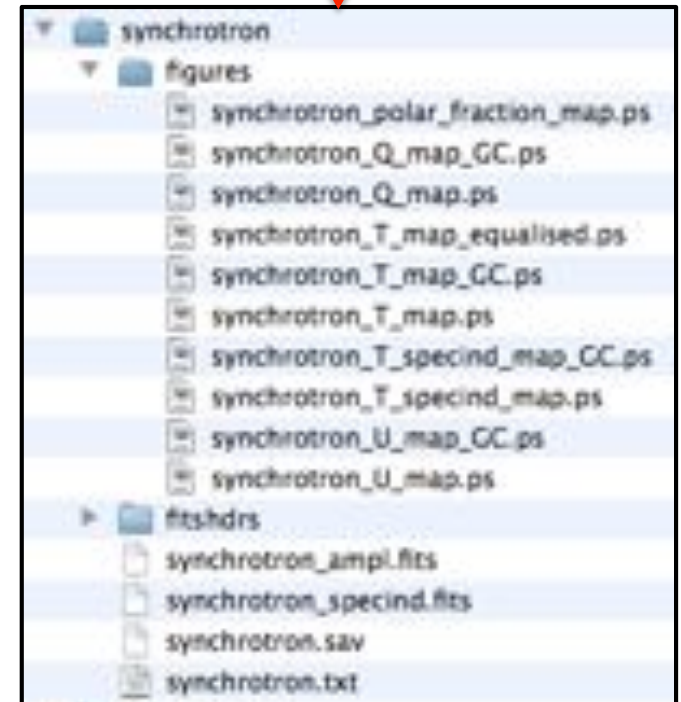 synchrotron
figures
synchrotron_polar_fraction_map.ps
synchrotron_Q_map_GC.ps
synchrotron_Q_map.ps
synchrotron_T_map_equalised.ps
synchrotron_T_map_GC.ps
synchrotron_T_map.ps
synchrotron_T_specind_map_GC.ps
synchrotron_T_specind_map.ps
synchrotron_U_map_GC.ps
synchrotron_U_map.ps
fitshdrs
synchrotron_ampl.fits
synchrotron_specind.fits
synchrotron.sav
synchrotron.txt